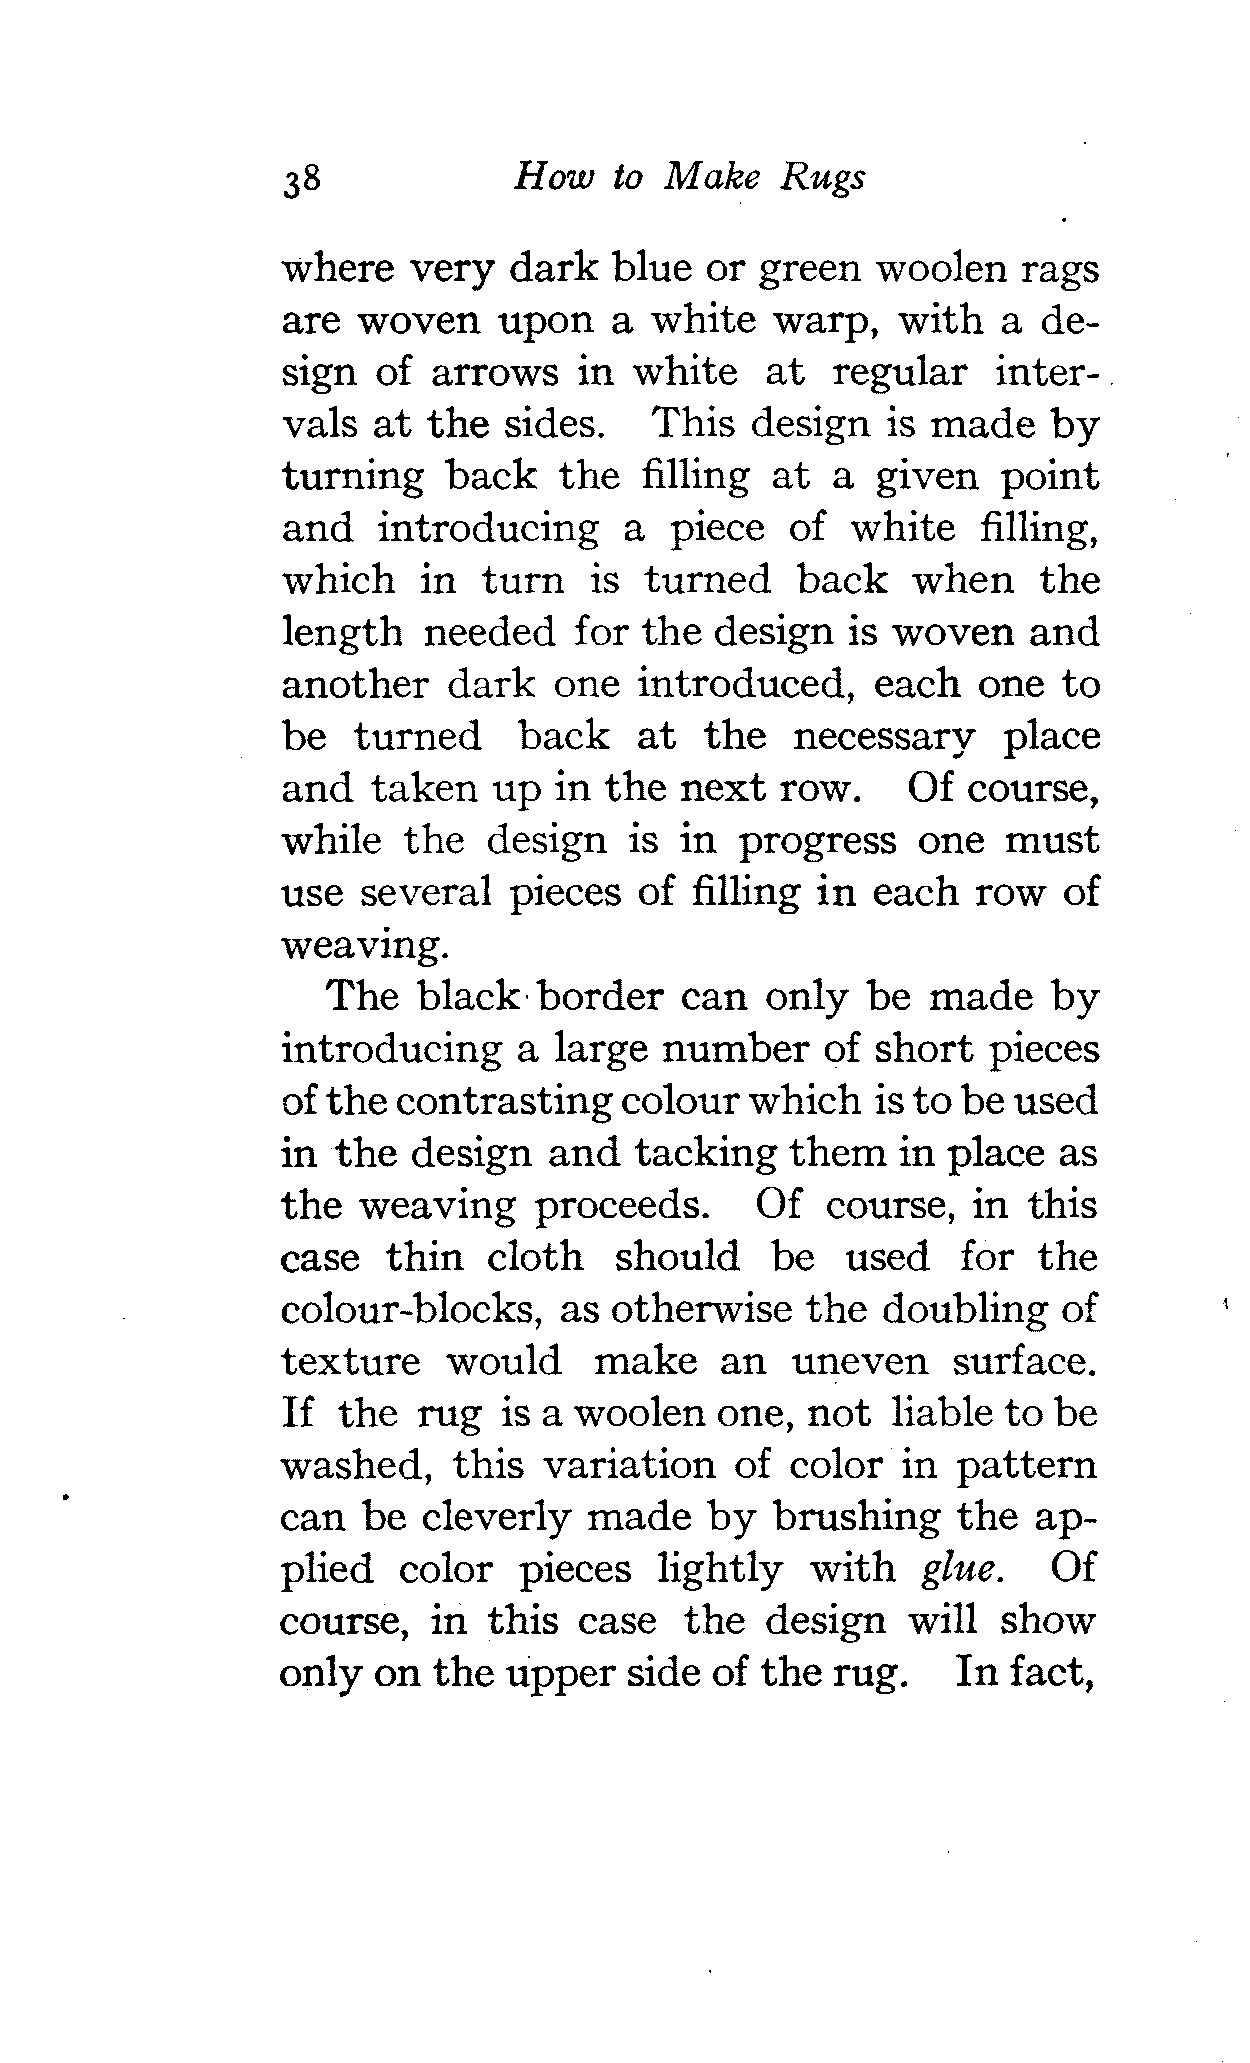 38 How to Make Rugs
where very dark blue or green woolen rags
are woven upon a white warp, with a de-
sign of arrows in white at regular inter-
vals at the sides. This design is made by
turning back the filling at a given point
and introducing a piece of white filling,
which in turn is turned back when the
length needed for the design is woven and
another dark one introduced, each one to
be turned back at the necessary place
and taken up in the next row. Of course,
while the design is in progress one must
use several pieces of filling in each row of
weaving.
The black border can only be made by
introducing a large number of short pieces
of the contrasting colour which is to be used
in the design and tacking them in place as
the weaving proceeds. Of course, in this
case thin cloth should be used for the
colour-blocks, as otherwise the doubling of
texture would make an uneven surface.
If the rug is a woolen one, not liable to be
washed, this variation of color in pattern
can be cleverly made by brushing the ap-
plied color pieces lightly with glue. Of
course, in this case the design will show
only on the upper side of the rug. In fact,